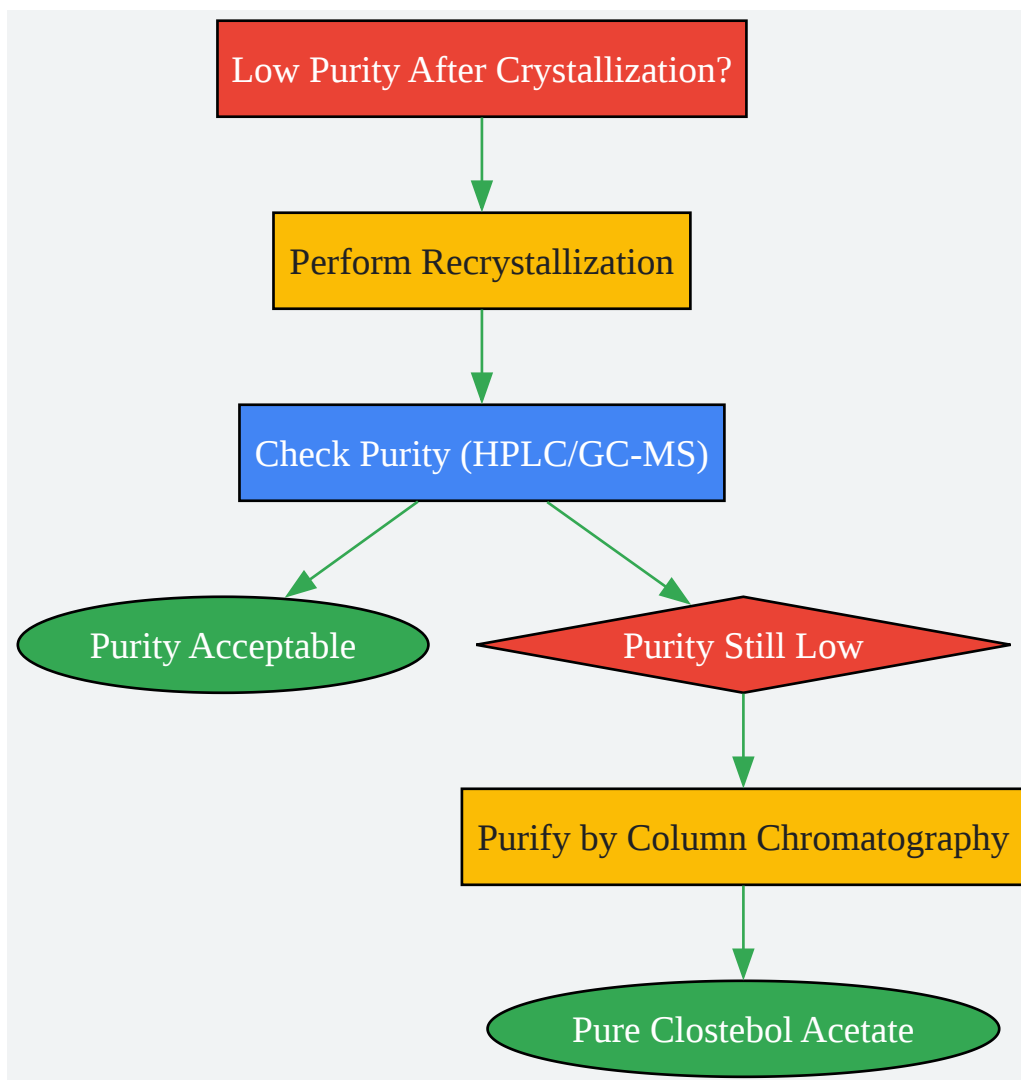 Low Purity After Crystallization?
Perform Recrystallization
Check Purity (HPLC/GC-MS)
Purity Acceptable
Purity Still Low
Purify by Column Chromatography
Pure Clostebol Acetate